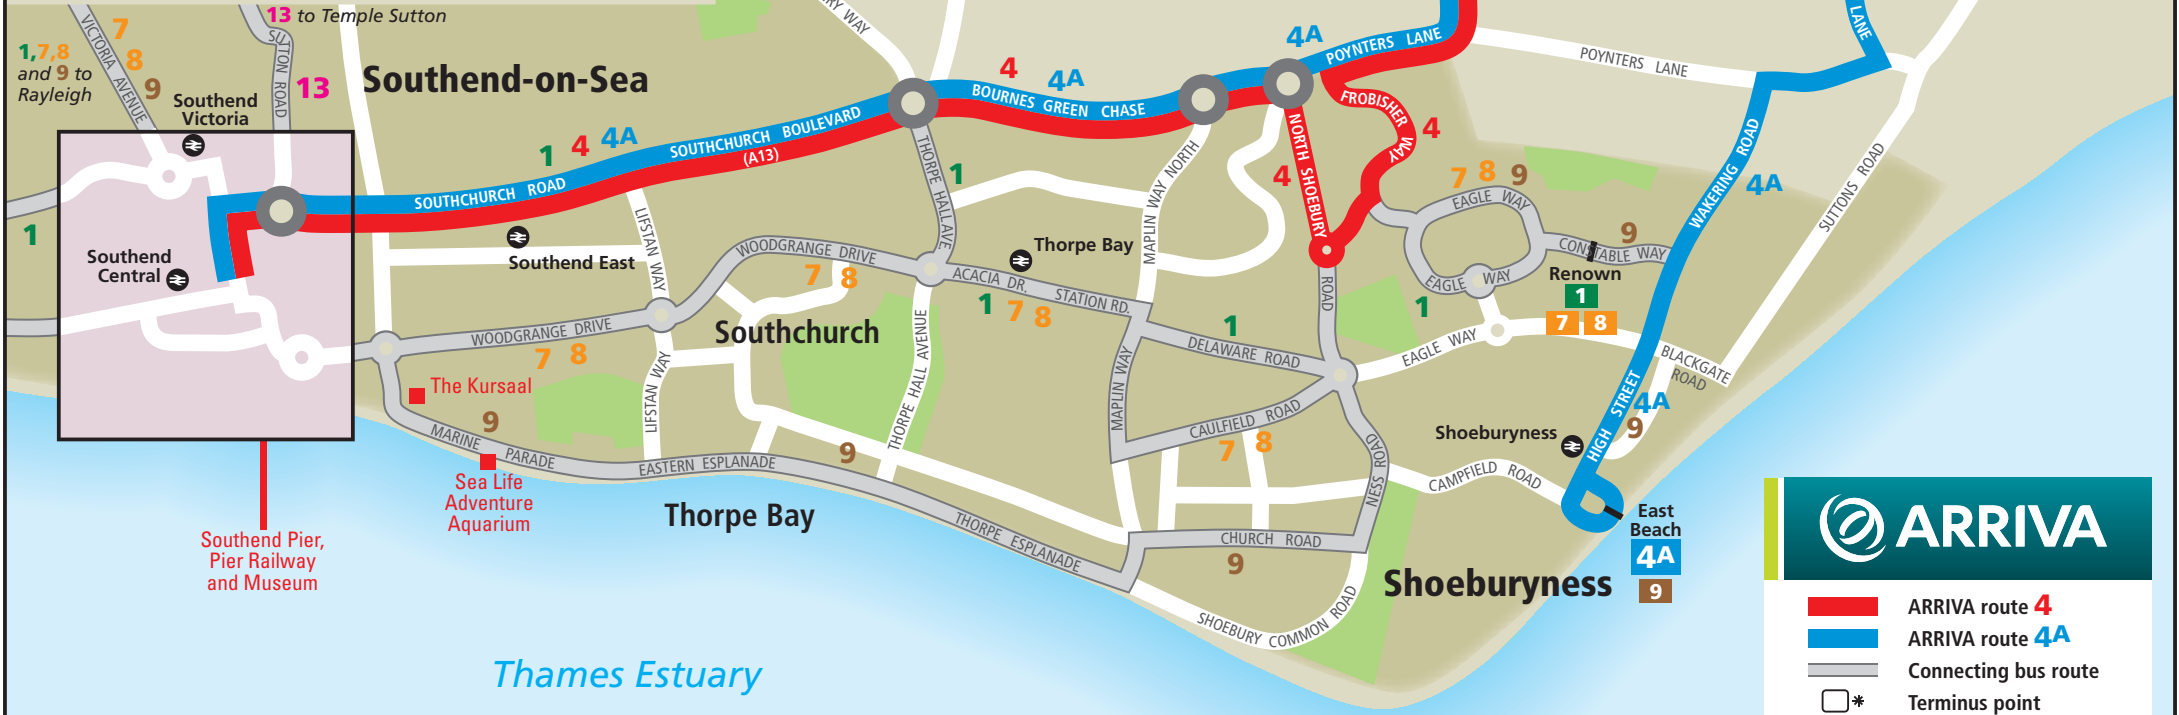 13 to Temple Sutton
RY WAY
LANE
VICTORIA AVENUE
7
8
9
1,7,8
and 9 to
Rayleigh
SUTTON ROAD
13
Southend-on-Sea
Southend
Victoria
4
4A
BOURNES GREEN CHASE
4A
POYNTERS LANE
POYNTERS LANE
FROBISHER WAY
4
NORTH SHOEBURY
4
ROAD
1
4
4A
SOUTHCHURCH BOULEVARD
(A13)
SOUTHCHURCH ROAD
THORPE HALL AVE
1
MAPLIN WAY NORTH
7 8 9
EAGLE WAY
EAGLE WAY
9
CONSTABLE WAY
WAKERING ROAD
4A
SUTTONS ROAD
1
Southend
Central
Southend East
LIFSTAN WAY
WOODGRANGE DRIVE
7 8
Thorpe Bay
ACACIA DR.
STATION RD.
1 7 8
Renown
1
7 8
1
WOODGRANGE DRIVE
7 8
Southchurch
1
DELAWARE ROAD
EAGLE WAY
BLACKGATE
ROAD
The Kursaal
LIFSTAN WAY
THORPE HALL AVENUE
MAPLIN WAY
CAULFIELD ROAD
7 8
HIGH STREET
4A
9
9
MARINE
PARADE
EASTERN ESPLANADE
9
NESS ROAD
Shoeburyness
CAMPFIELD ROAD
Sea Life
Adventure
Aquarium
Thorpe Bay
THORPE ESPLANADE
CHURCH ROAD
9
East
Beach
4A
9
Southend Pier,
Pier Railway
and Museum
Shoeburyness
SHOEBURY COMMON ROAD
Thames Estuary
ARRIVA
ARRIVA route 4
ARRIVA route 4A
Connecting bus route
* Terminus point